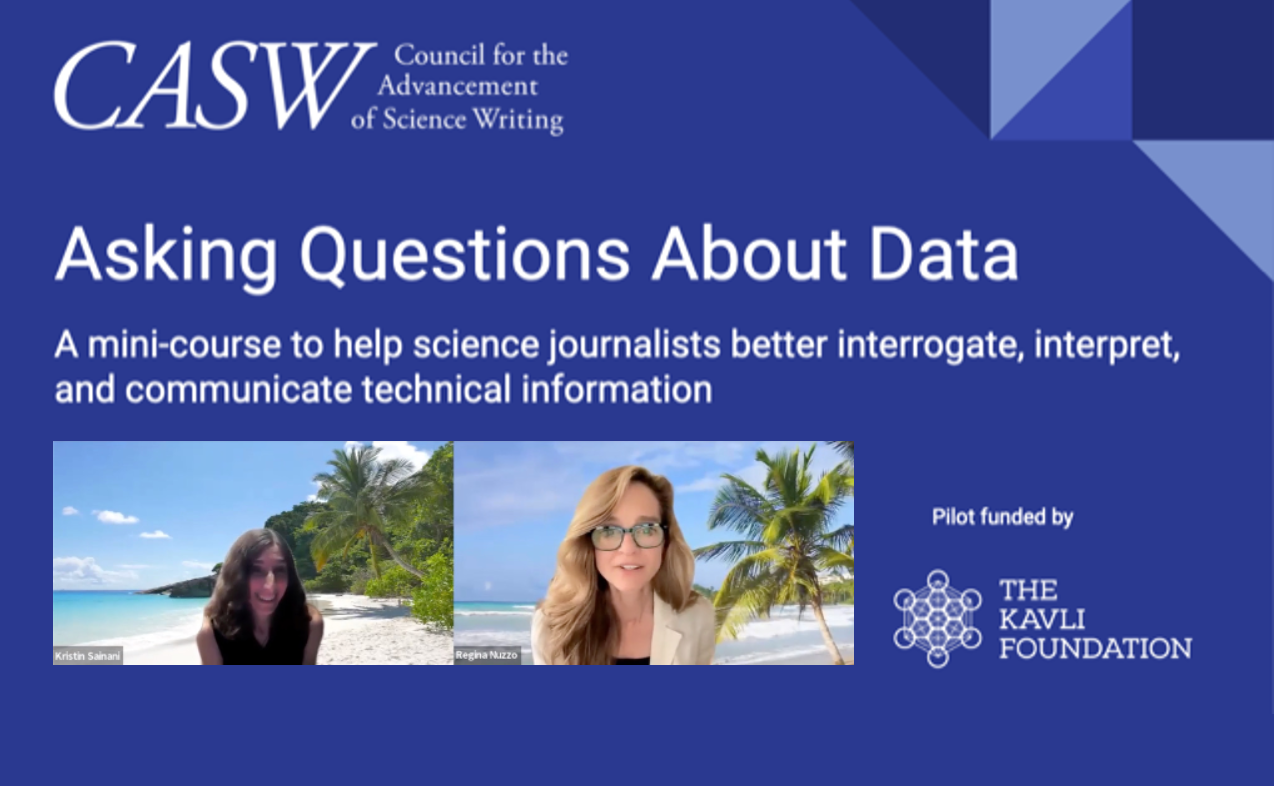 CASW
Council for the
Advancement
of Science Writing
Asking Questions About Data
A mini-course to help science journalists better interrogate, interpret,
and communicate technical information
Kristin Sainani
Regina Nuzzo
Pilot funded by
THE
KAVLI
FOUNDATION